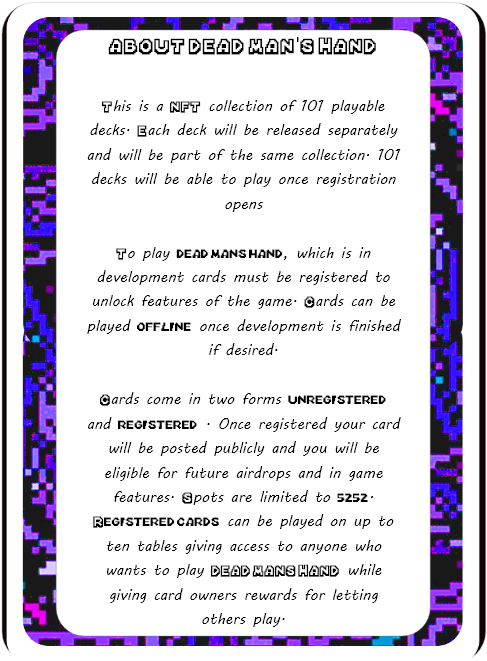 ABOUT DEAD MAN'S HAND
This is a NFT collection of 101 playable
decks. Each deck will be released separately
and will be part of the same collection. 101
decks will be able to play once registration
opens
To play DEADMANSHAND, which is in
development cards must be registered to
unlock features of the game. Cards can be
played OFFLINE once development is finished
if desired.
Cards come in two forms UNREGISTERED
and REGISTERED . Once registered your card
will be posted publicly and you will be
eligible for future airdrops and in game
features. Spots are limited to 5252.
REGISTERED CARDS can be played on up to
ten tables giving access to anyone who
wants to play DEAD MANS HAND while
giving card owners rewards for letting
others play.